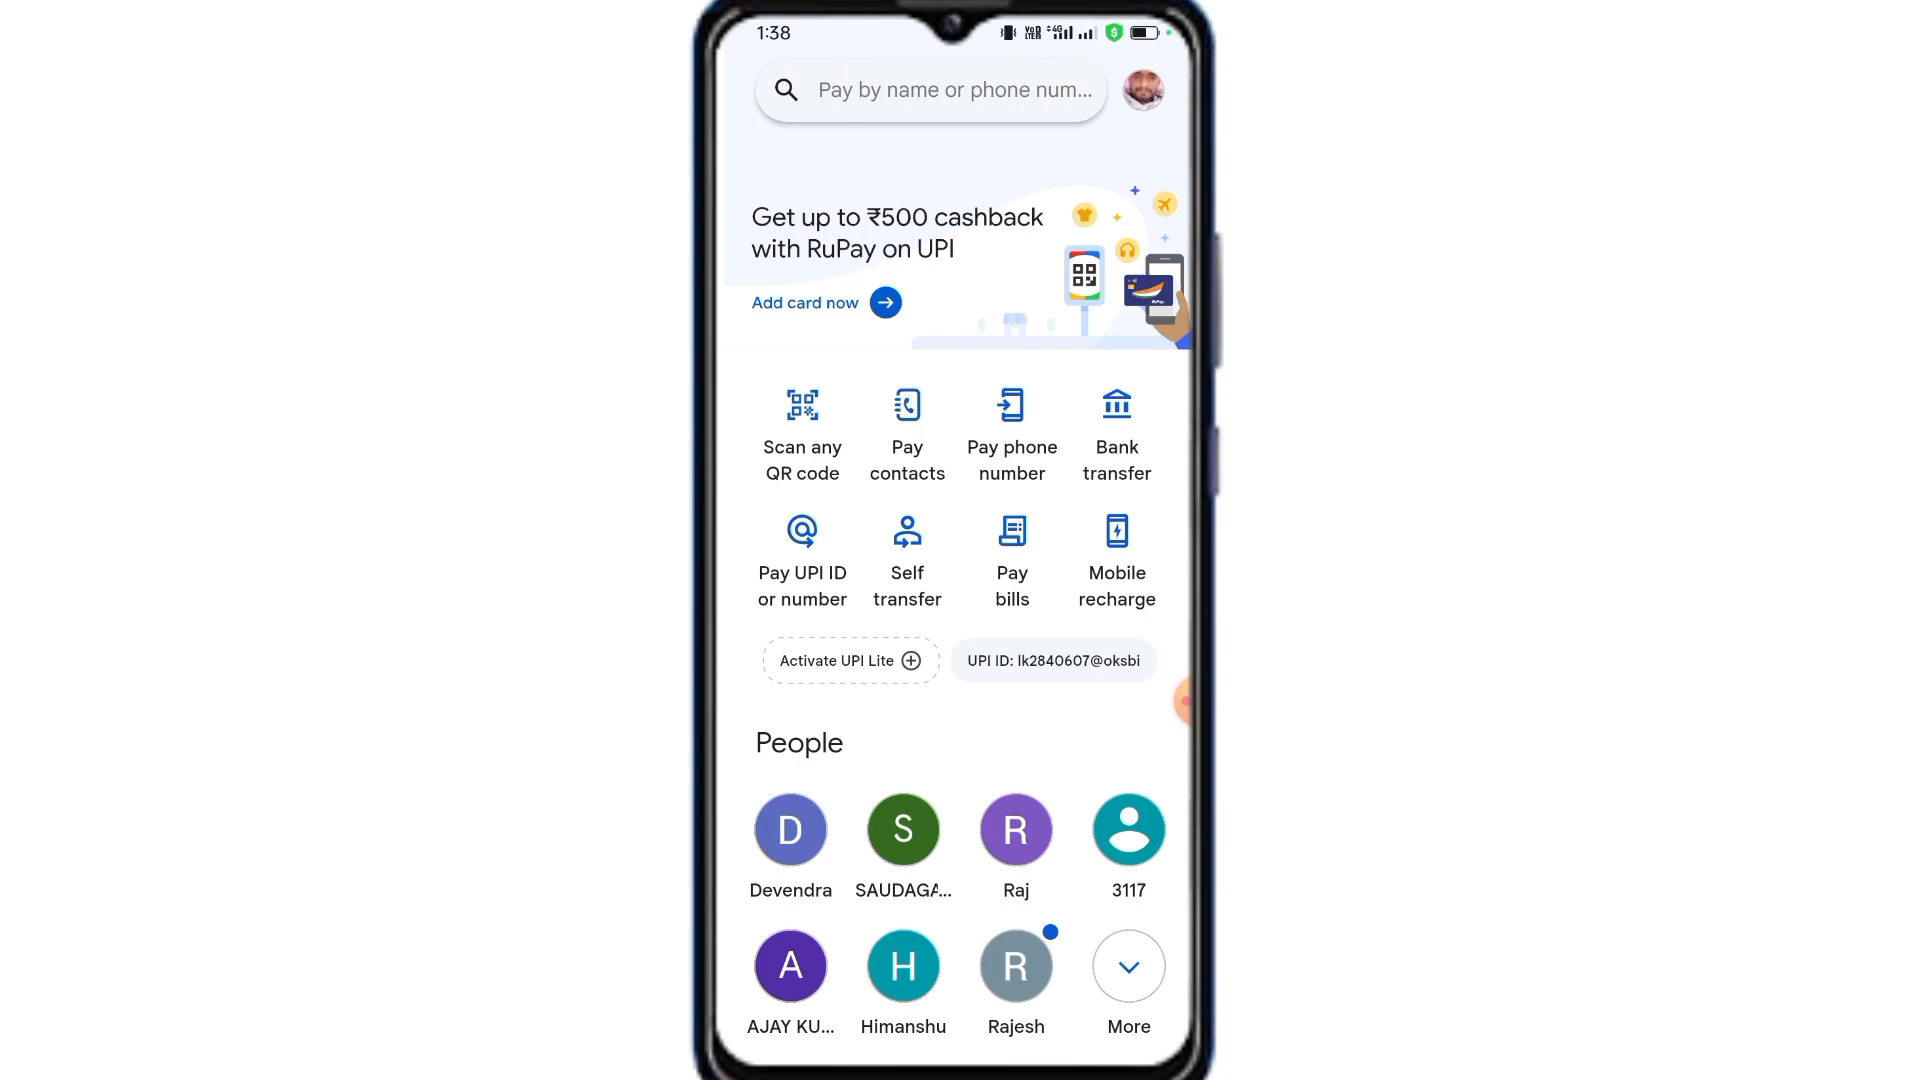 1:38
4G
Pay by name or phone num...
Get up to ₹500 cashback
with RuPay on UPI
Add card now
RuPay
Scan any
QR code
Pay
contacts
Pay phone
number
Bank
transfer
Pay UPI ID
or number
Self
transfer
Pay
bills
Mobile
recharge
Activate UPI Lite
UPI ID: lk2840607@oksbi
People
D
S
R
Devendra
SAUDAGA...
Raj
3117
A
H
R
AJAY KU...
Himanshu
Rajesh
More